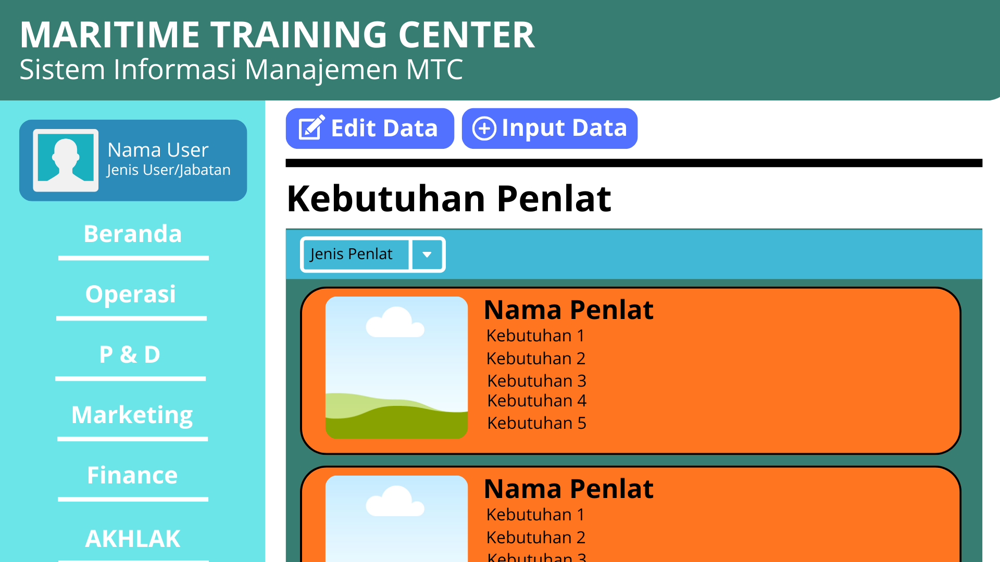 MARITIME TRAINING CENTER
Sistem Informasi Manajemen MTC
Nama User
Jenis User/Jabatan
Beranda
Operasi
P & D
Marketing
Finance
AKHLAK
Edit Data
Input Data
Kebutuhan Penlat
Jenis Penlat
Nama Penlat
Kebutuhan 1
Kebutuhan 2
Kebutuhan 3
Kebutuhan 4
Kebutuhan 5
Nama Penlat
Kebutuhan 1
Kebutuhan 2
Kebutuhan 3